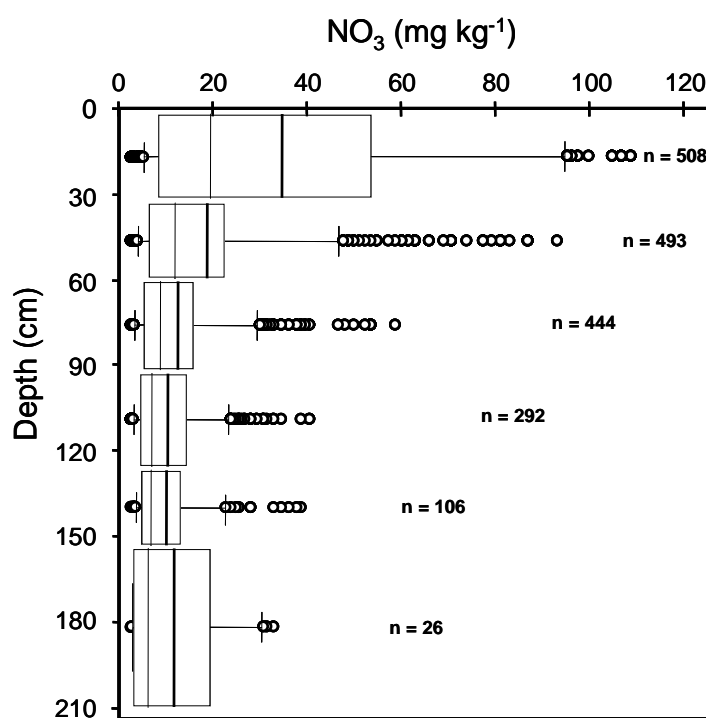 NO₃ (mg kg⁻¹)
0 20 40 60 80 100 120
0
n = 508
30
n = 493
60
n = 444
90
n = 292
120
n = 106
150
180
n = 26
210
Depth (cm)